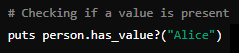 # Checking if a value is present
puts person.has_value?("Alice")